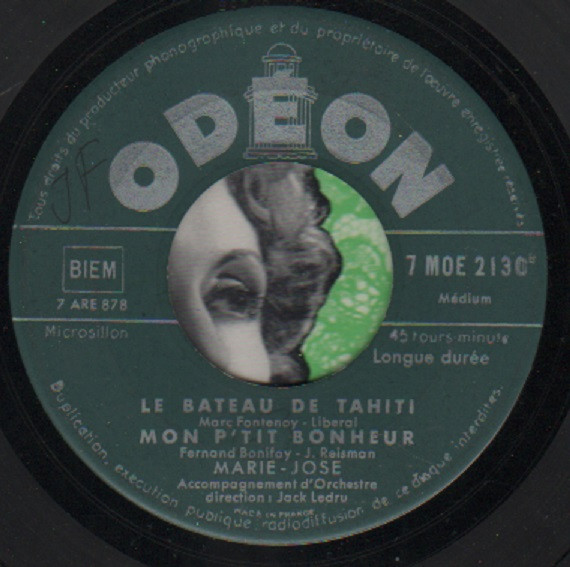 Tous droits du producteur phonographique et du propriétaire de l'œuvre enregistrée réservés
ODEON
JF
BIEM
7 ARE 878
7 MOE 2130
Médium
Microsillon
45 tours-minute
Longue durée
LE BATEAU DE TAHITI
Marc Fontenoy - Liberal
MON P'TIT BONHEUR
Fernand Bonifay - J. Reisman
MARIE-JOSE
Accompagnement d'Orchestre
direction : Jack Ledru
MADE IN FRANCE
Duplication, exécution publique, radiodiffusion de ce disque interdites.